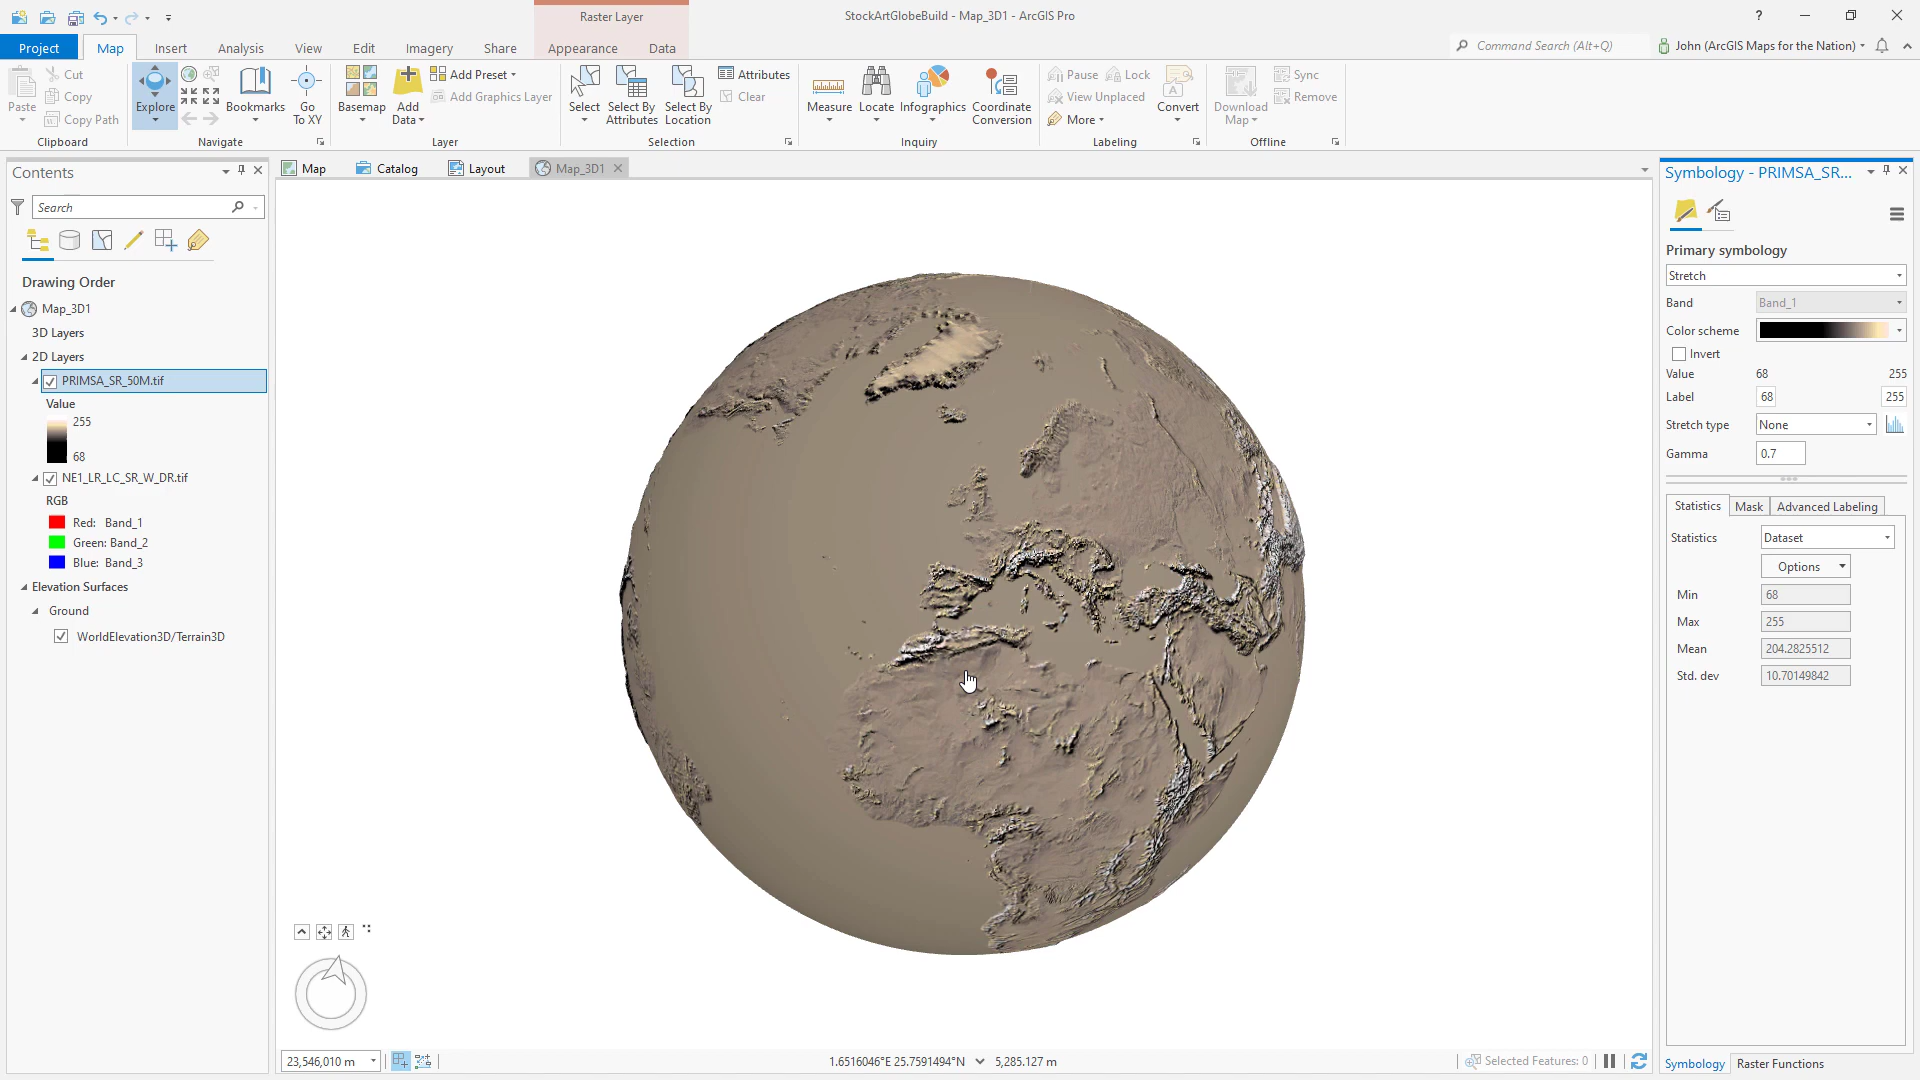 Raster Layer
StockArtGlobeBuild - Map_3D1 - ArcGIS Pro
?
Project Map Insert Analysis View Edit Imagery Share Appearance Data
Command Search (Alt+Q)
John (ArcGIS Maps for the Nation)
Paste
Cut
Copy
Copy Path
Clipboard
Explore
Bookmarks
Go
To XY
Navigate
Basemap
Add
Data
Add Preset
Add Graphics Layer
Layer
Select
Select By
Attributes
Select By
Location
Attributes
Clear
Selection
Measure
Locate
Infographics
Coordinate
Conversion
Inquiry
Pause
Lock
View Unplaced
More
Convert
Labeling
Download
Map
Sync
Remove
Offline
Contents
Search
Drawing Order
Map_3D1
3D Layers
2D Layers
PRIMSA_SR_50M.tif
Value
255
68
NE1_LR_LC_SR_W_DR.tif
RGB
Red: Band_1
Green: Band_2
Blue: Band_3
Elevation Surfaces
Ground
WorldElevation3D/Terrain3D
Map
Catalog
Layout
Map_3D1
23,546,010 m
1.6516046°E 25.7591494°N
5,285.127 m
Selected Features: 0
Symbology - PRIMSA_SR...
Primary symbology
Stretch
Band Band_1
Color scheme
Invert
Value 68 255
Label 68 255
Stretch type None
Gamma 0.7
Statistics Mask Advanced Labeling
Statistics Dataset
Options
Min 68
Max 255
Mean 204.2825512
Std. dev 10.70149842
Symbology Raster Functions